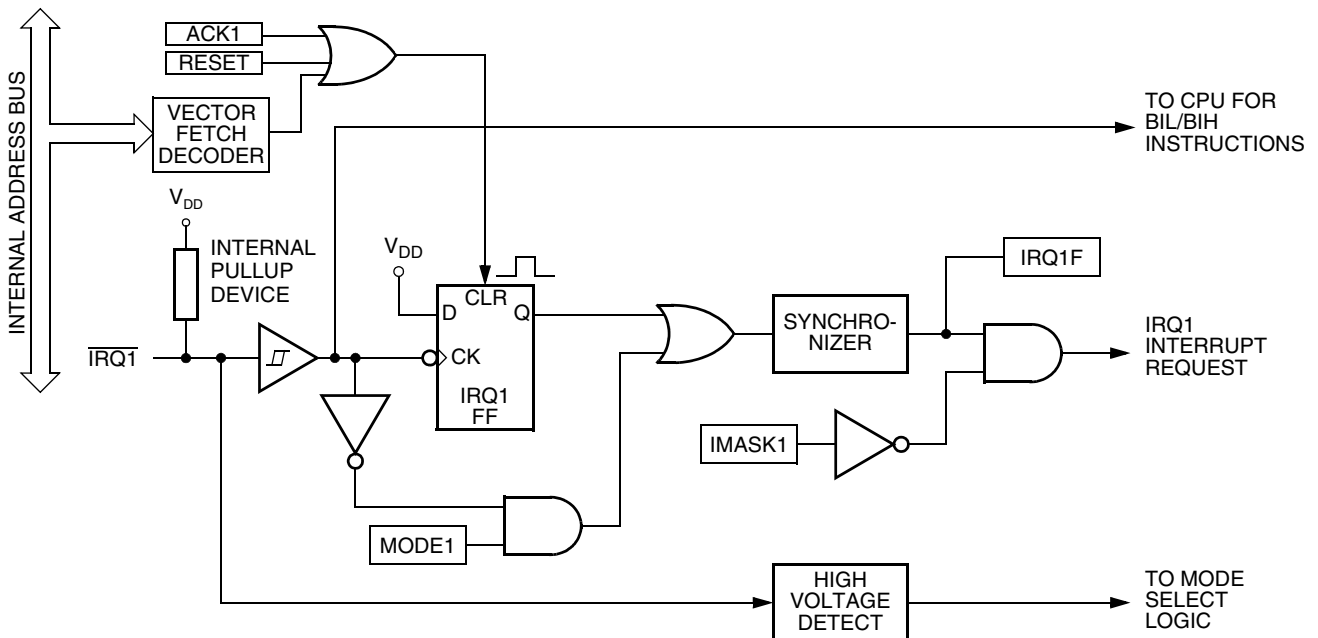 INTERNAL ADDRESS BUS
ACK1
RESET
VECTOR
FETCH
DECODER
TO CPU FOR
BIL/BIH
INSTRUCTIONS
VDD
INTERNAL
PULLUP
DEVICE
VDD
CLR
D
Q
CK
IRQ1
FF
IRQ1
SYNCHRO-
NIZER
IRQ1F
IRQ1
INTERRUPT
REQUEST
IMASK1
MODE1
HIGH
VOLTAGE
DETECT
TO MODE
SELECT
LOGIC